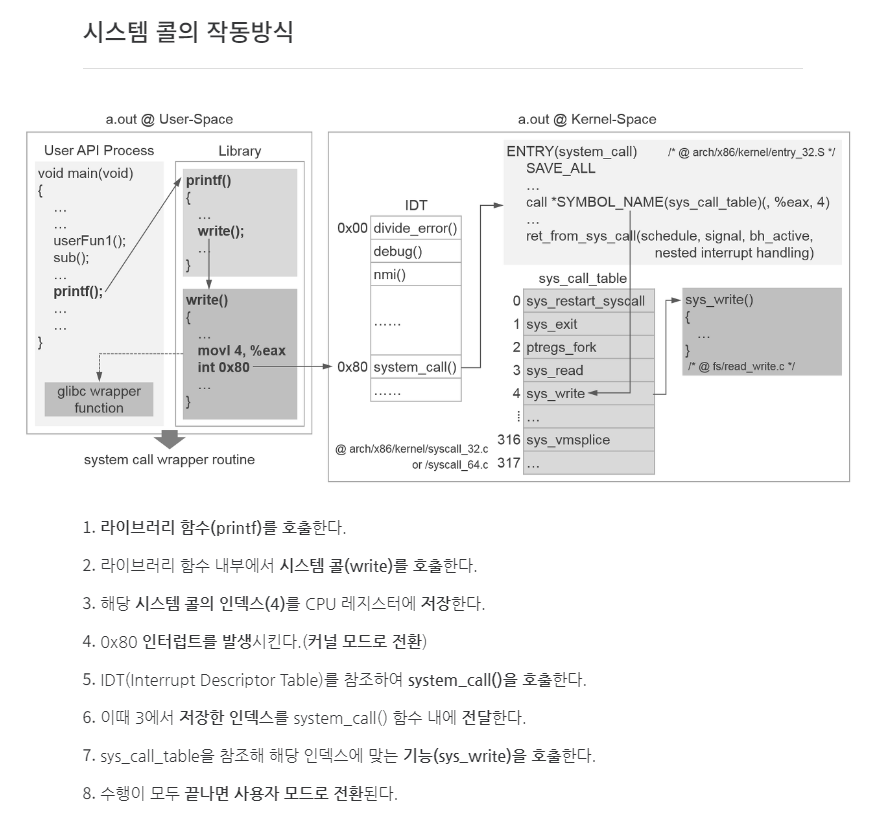 시스템 콜의 작동방식
a.out @ User-Space
a.out @ Kernel-Space
User API Process
void main(void)
{
...
...
userFun1();
sub();
...
printf();
...
...
}
glibc wrapper
function
Library
printf()
{
...
write();
...
}
write()
{
...
movl 4, %eax
int 0x80
...
}
system call wrapper routine
IDT
0x00 divide_error()
debug()
nmi()
......
0x80 system_call()
......
ENTRY(system_call) /* @ arch/x86/kernel/entry_32.S */
SAVE_ALL
...
call *SYMBOL_NAME(sys_call_table)(, %eax, 4)
...
ret_from_sys_call(schedule, signal, bh_active,
nested interrupt handling)
sys_call_table
0 sys_restart_syscall
1 sys_exit
2 ptregs_fork
3 sys_read
4 sys_write
⋮ ...
316 sys_vmsplice
317 ...
@ arch/x86/kernel/syscall_32.c
or /syscall_64.c
sys_write()
{
...
}
/* @ fs/read_write.c */
1. 라이브러리 함수(printf)를 호출한다.
2. 라이브러리 함수 내부에서 시스템 콜(write)를 호출한다.
3. 해당 시스템 콜의 인덱스(4)를 CPU 레지스터에 저장한다.
4. 0x80 인터럽트를 발생시킨다.(커널 모드로 전환)
5. IDT(Interrupt Descriptor Table)를 참조하여 system_call()을 호출한다.
6. 이때 3에서 저장한 인덱스를 system_call() 함수 내에 전달한다.
7. sys_call_table을 참조해 해당 인덱스에 맞는 기능(sys_write)을 호출한다.
8. 수행이 모두 끝나면 사용자 모드로 전환된다.